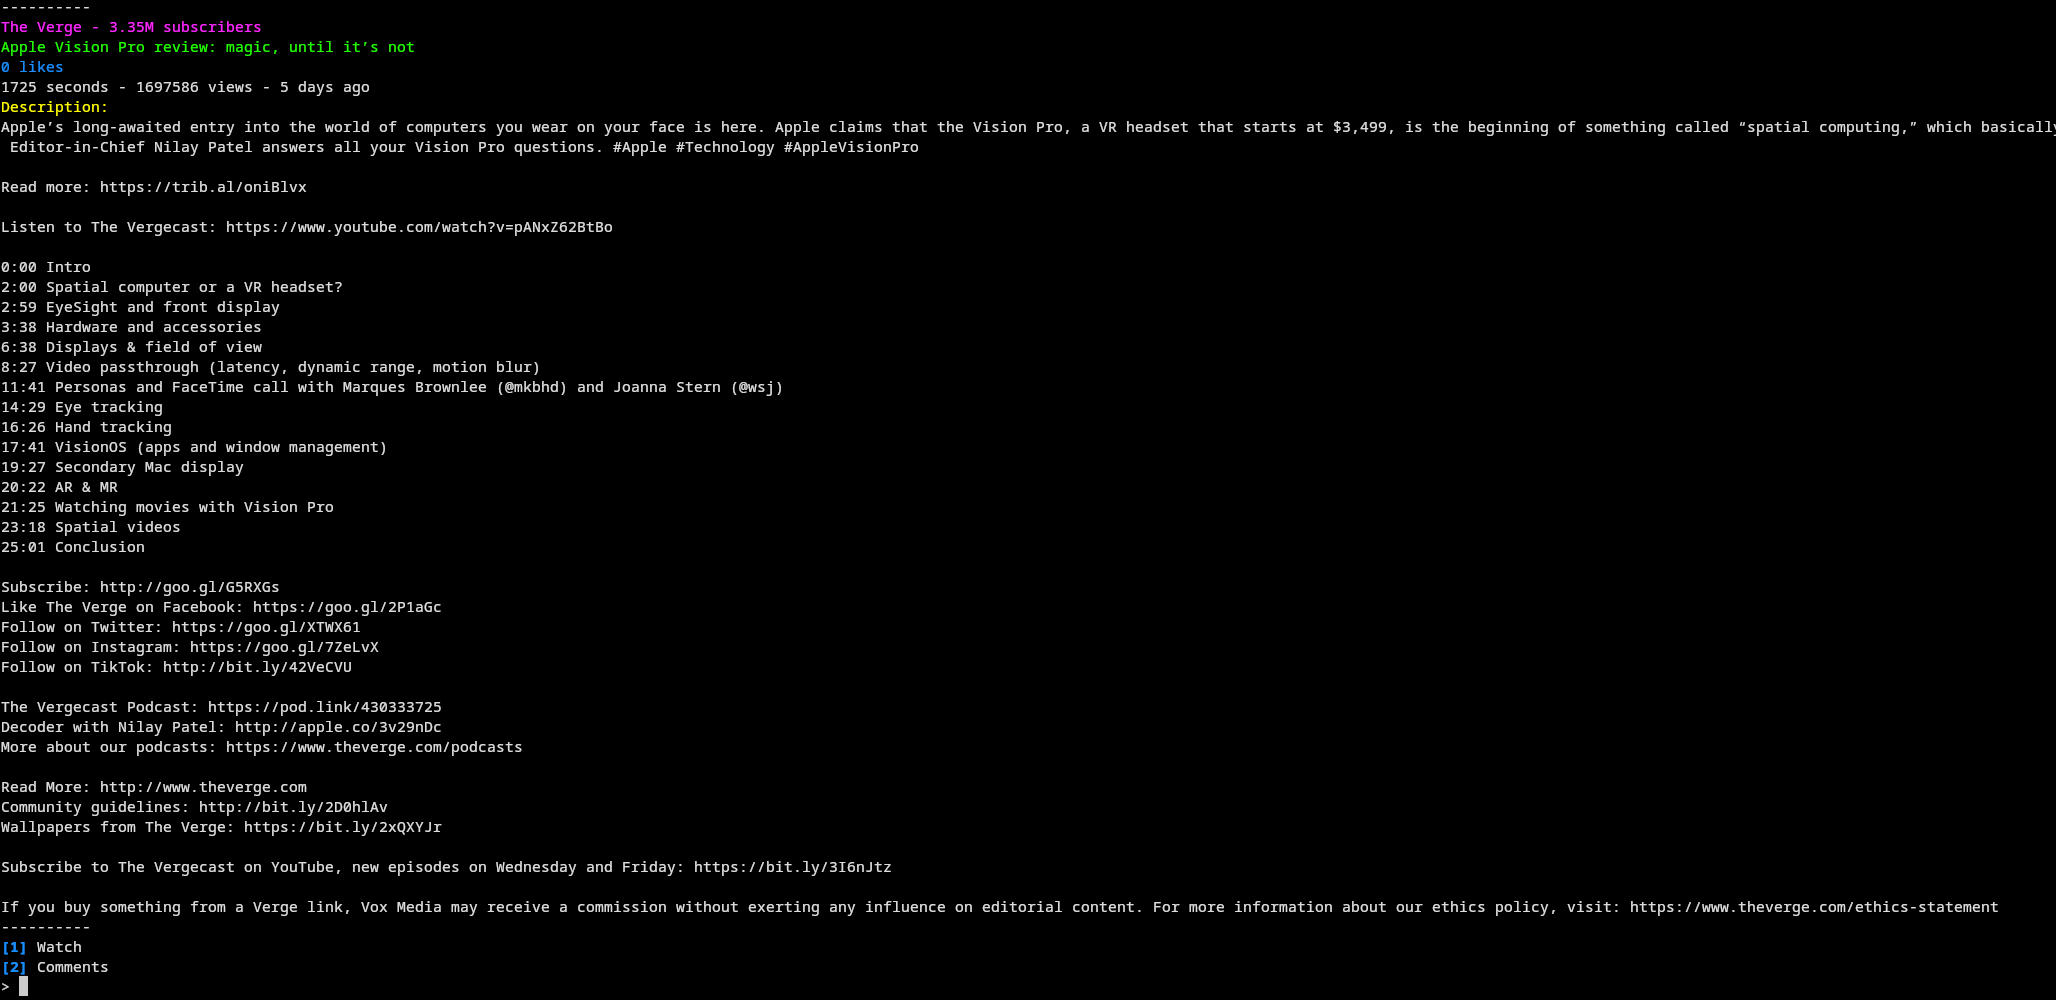 ----------
The Verge - 3.35M subscribers
Apple Vision Pro review: magic, until it’s not
0 likes
1725 seconds - 1697586 views - 5 days ago
Description:
Apple’s long-awaited entry into the world of computers you wear on your face is here. Apple claims that the Vision Pro, a VR headset that starts at $3,499, is the beginning of something called “spatial computing,” which basically
Editor-in-Chief Nilay Patel answers all your Vision Pro questions. #Apple #Technology #AppleVisionPro
Read more: https://trib.al/oniBlvx
Listen to The Vergecast: https://www.youtube.com/watch?v=pANxZ62BtBo
0:00 Intro
2:00 Spatial computer or a VR headset?
2:59 EyeSight and front display
3:38 Hardware and accessories
6:38 Displays & field of view
8:27 Video passthrough (latency, dynamic range, motion blur)
11:41 Personas and FaceTime call with Marques Brownlee (@mkbhd) and Joanna Stern (@wsj)
14:29 Eye tracking
16:26 Hand tracking
17:41 VisionOS (apps and window management)
19:27 Secondary Mac display
20:22 AR & MR
21:25 Watching movies with Vision Pro
23:18 Spatial videos
25:01 Conclusion
Subscribe: http://goo.gl/G5RXGs
Like The Verge on Facebook: https://goo.gl/2P1aGc
Follow on Twitter: https://goo.gl/XTWX61
Follow on Instagram: https://goo.gl/7ZeLvX
Follow on TikTok: http://bit.ly/42VeCVU
The Vergecast Podcast: https://pod.link/430333725
Decoder with Nilay Patel: http://apple.co/3v29nDc
More about our podcasts: https://www.theverge.com/podcasts
Read More: http://www.theverge.com
Community guidelines: http://bit.ly/2D0hlAv
Wallpapers from The Verge: https://bit.ly/2xQXYJr
Subscribe to The Vergecast on YouTube, new episodes on Wednesday and Friday: https://bit.ly/3I6nJtz
If you buy something from a Verge link, Vox Media may receive a commission without exerting any influence on editorial content. For more information about our ethics policy, visit: https://www.theverge.com/ethics-statement
----------
[1] Watch
[2] Comments
>